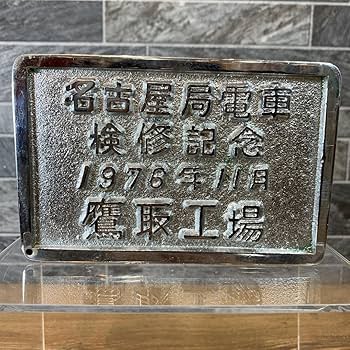 名古屋局電車
検修記念
1976年11月
鷹取工場